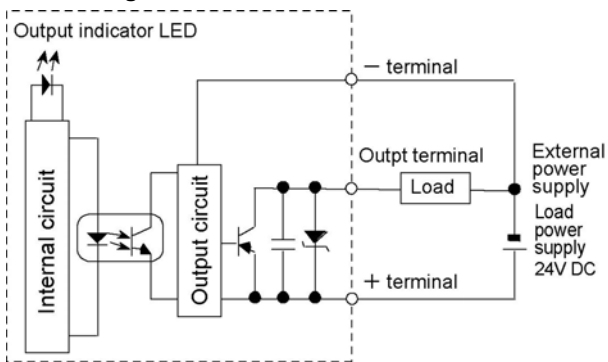 Output indicator LED
− terminal
Outpt terminal
External
power
supply
Load
Load
power
supply
24V DC
+ terminal
Internal circuit
Output circuit